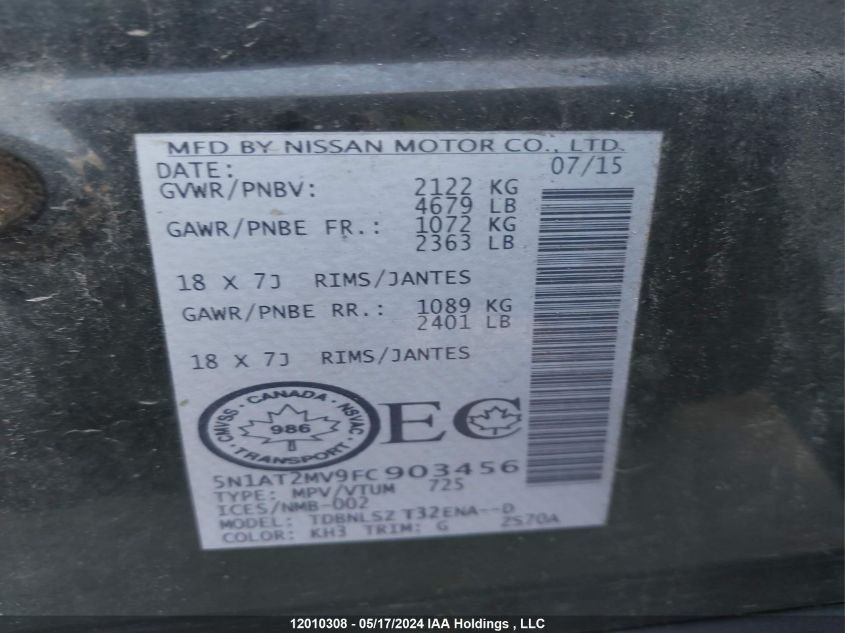 MFD BY NISSAN MOTOR CO., LTD.
DATE: 07/15
GVWR/PNBV: 2122 KG
4679 LB
GAWR/PNBE FR.: 1072 KG
2363 LB
18 X 7J RIMS/JANTES
GAWR/PNBE RR.: 1089 KG
2401 LB
18 X 7J RIMS/JANTES
CMVSS · CANADA · NSVAC
986
· TRANSPORT ·
EC
5N1AT2MV9FC903456
TYPE: MPV/VTUM 725
ICES/NMB-002
MODEL: TDBNLSZ T32ENA--D
COLOR: KH3 TRIM: G 2S70A
12010308 - 05/17/2024 IAA Holdings , LLC